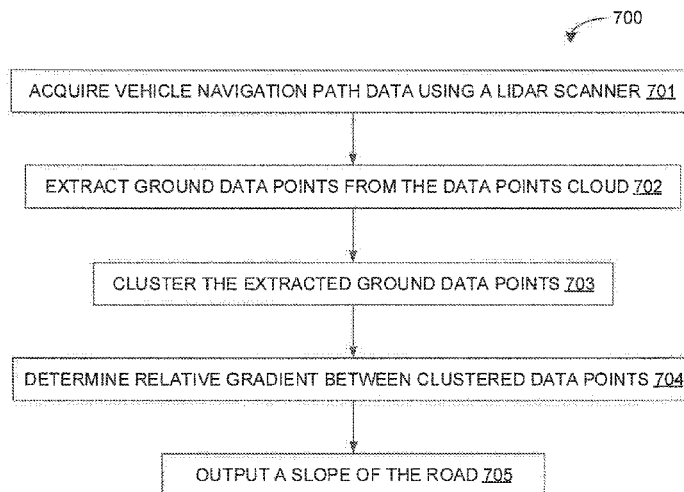 700
ACQUIRE VEHICLE NAVIGATION PATH DATA USING A LIDAR SCANNER 701
EXTRACT GROUND DATA POINTS FROM THE DATA POINTS CLOUD 702
CLUSTER THE EXTRACTED GROUND DATA POINTS 703
DETERMINE RELATIVE GRADIENT BETWEEN CLUSTERED DATA POINTS 704
OUTPUT A SLOPE OF THE ROAD 705